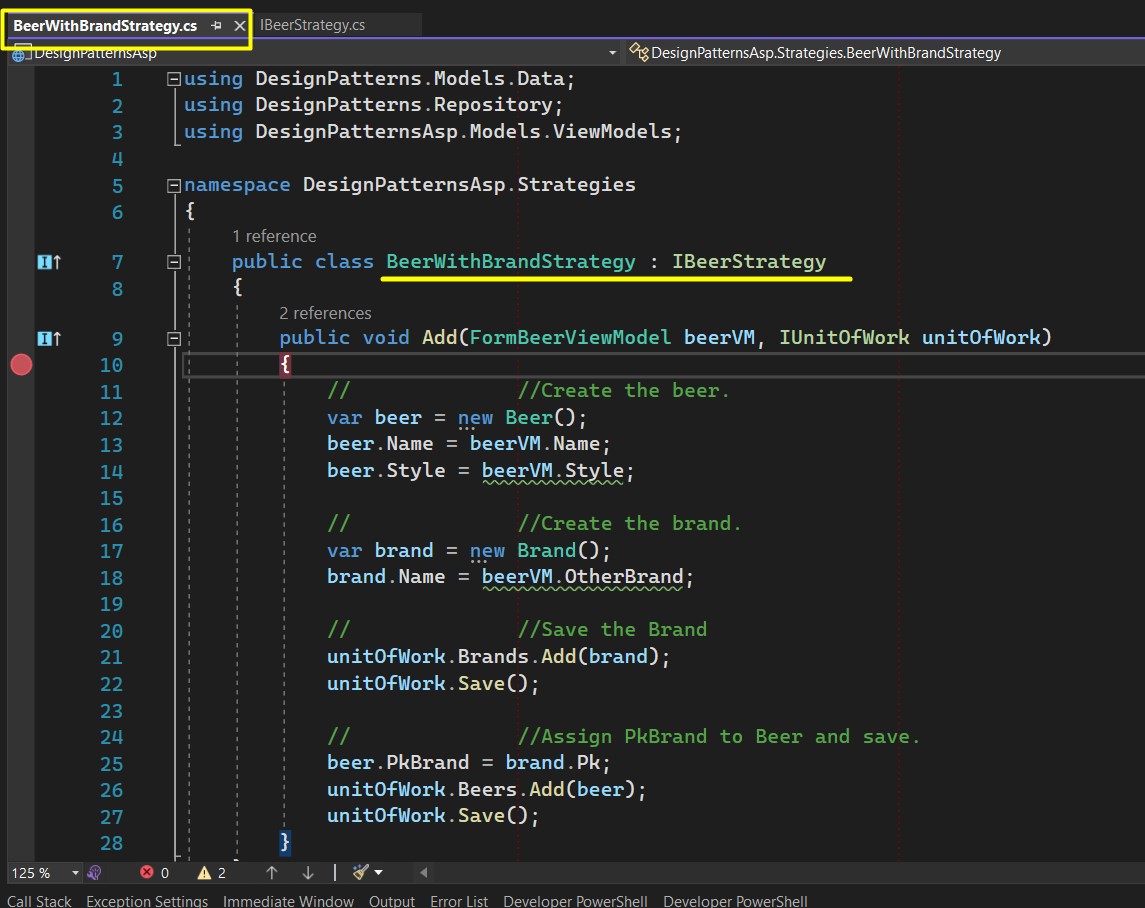 BeerWithBrandStrategy.cs IBeerStrategy.cs
DesignPatternsAsp DesignPatternsAsp.Strategies.BeerWithBrandStrategy
1 using DesignPatterns.Models.Data;
2 using DesignPatterns.Repository;
3 using DesignPatternsAsp.Models.ViewModels;
4
5 namespace DesignPatternsAsp.Strategies
6 {
1 reference
7 public class BeerWithBrandStrategy : IBeerStrategy
8 {
2 references
9 public void Add(FormBeerViewModel beerVM, IUnitOfWork unitOfWork)
10 {
11 // //Create the beer.
12 var beer = new Beer();
13 beer.Name = beerVM.Name;
14 beer.Style = beerVM.Style;
15
16 // //Create the brand.
17 var brand = new Brand();
18 brand.Name = beerVM.OtherBrand;
19
20 // //Save the Brand
21 unitOfWork.Brands.Add(brand);
22 unitOfWork.Save();
23
24 // //Assign PkBrand to Beer and save.
25 beer.PkBrand = brand.Pk;
26 unitOfWork.Beers.Add(beer);
27 unitOfWork.Save();
28 }
125 % 0 2
Call Stack Exception Settings Immediate Window Output Error List Developer PowerShell Developer PowerShell